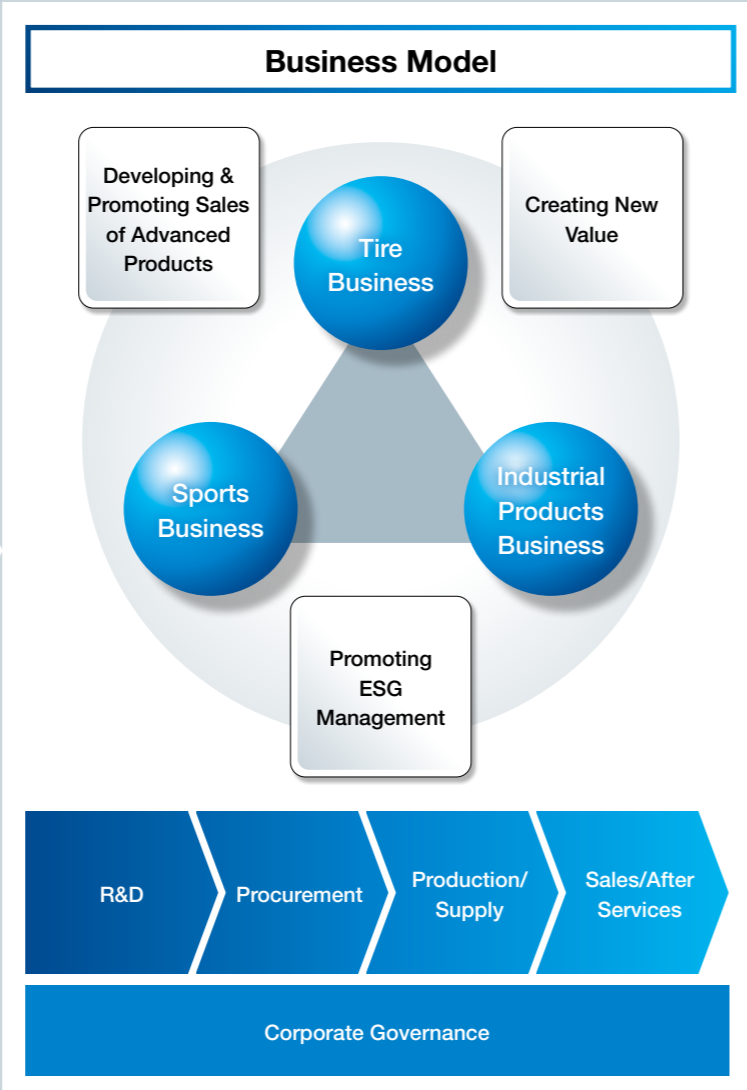 Business Model
Developing &
Promoting Sales
of Advanced
Products
Creating New
Value
Tire
Business
Sports
Business
Industrial
Products
Business
Promoting
ESG
Management
R&D
Procurement
Production/
Supply
Sales/After
Services
Corporate Governance